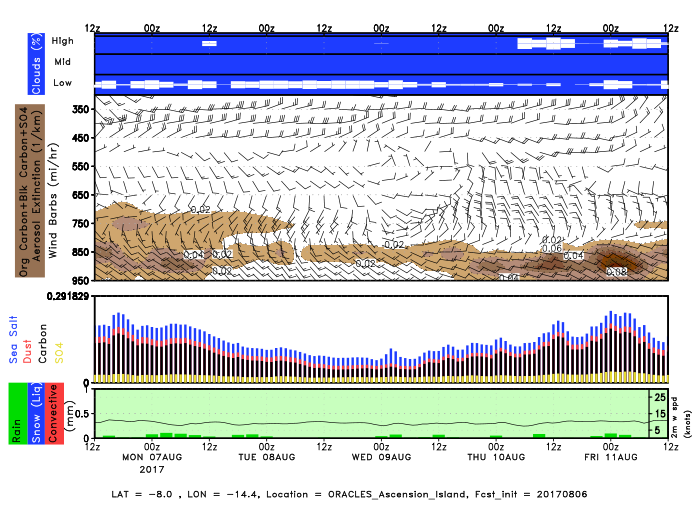 12z 00z 12z 00z 12z 00z 12z 00z 12z 00z 12z
Clouds (%)
High
Mid
Low
Org Carbon+Blk Carbon+SO4
Aerosol Extinction (1/km)
Wind Barbs (mi/hr)
350
450
550
650
750
850
950
0.02
0.04
0.02
0.02
0.02
0.02
0.02
0.06
0.04
0.04
0.08
0.291829
0
Sea Salt
Dust
Carbon
SO4
Rain
Snow (Liq)
Convective
(mm)
1
0.5
0
25
15
5
2m w spd
(knots)
12z 00z 12z 00z 12z 00z 12z 00z 12z 00z 12z
MON 07AUG TUE 08AUG WED 09AUG THU 10AUG FRI 11AUG
2017
LAT = -8.0 , LON = -14.4, Location = ORACLES_Ascension_Island, Fcst_init = 20170806